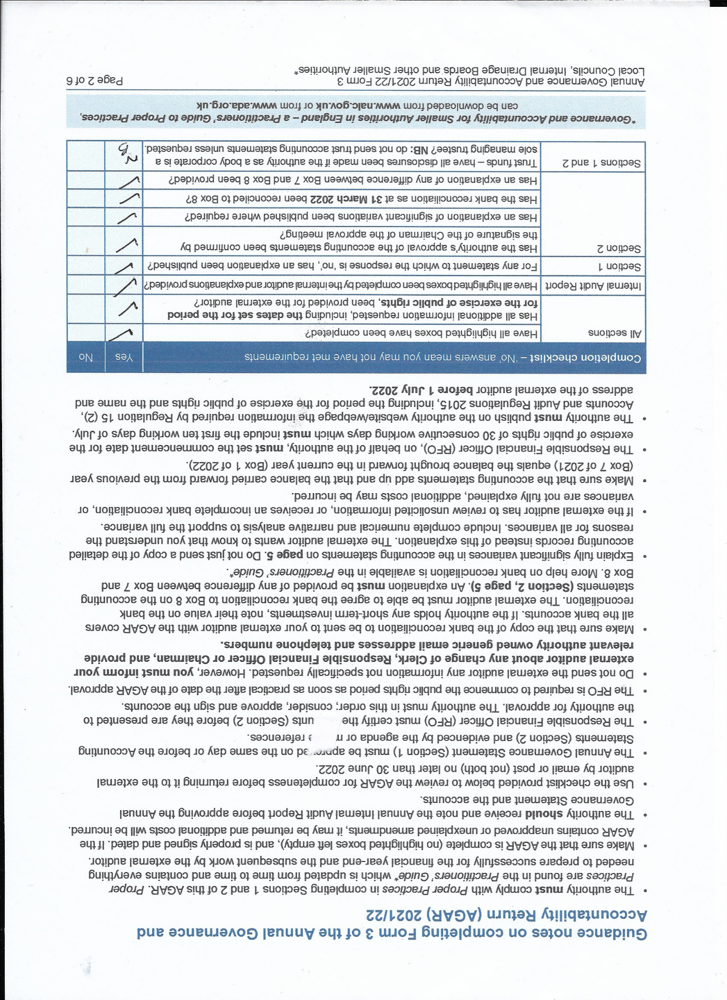 Guidance notes on completing Form 3 of the Annual Governance and
Accountability Return (AGAR) 2021/22
• The authority must comply with Proper Practices in completing Sections 1 and 2 of this AGAR. Proper
Practices are found in the Practitioners' Guide* which is updated from time to time and contains everything
needed to prepare successfully for the financial year-end and the subsequent work by the external auditor.
• Make sure that the AGAR is complete (no highlighted boxes left empty), and is properly signed and dated. If the
AGAR contains unapproved or unexplained amendments, it may be returned and additional costs will be incurred.
• The authority should receive and note the Annual Internal Audit Report before approving the Annual
Governance Statement and the accounts.
• Use the checklist provided below to review the AGAR for completeness before returning it to the external
auditor by email or post (not both) no later than 30 June 2022.
• The Annual Governance Statement (Section 1) must be approved on the same day or before the Accounting
Statements (Section 2) and evidenced by the agenda or references.
• The Responsible Financial Officer (RFO) must certify the unts (Section 2) before they are presented to
the authority for approval. The authority must in this order; consider, approve and sign the accounts.
• The RFO is required to commence the public rights period as soon as practical after the date of the AGAR approval.
• Do not send the external auditor any information not specifically requested. However, you must inform your
external auditor about any change of Clerk, Responsible Financial Officer or Chairman, and provide
relevant authority owned generic email addresses and telephone numbers.
• Make sure that the copy of the bank reconciliation to be sent to your external auditor with the AGAR covers
all the bank accounts. If the authority holds any short-term investments, note their value on the bank
reconciliation. The external auditor must be able to agree the bank reconciliation to Box 8 on the accounting
statements (Section 2, page 5). An explanation must be provided of any difference between Box 7 and
Box 8. More help on bank reconciliation is available in the Practitioners' Guide*.
• Explain fully significant variances in the accounting statements on page 5. Do not just send a copy of the detailed
accounting records instead of this explanation. The external auditor wants to know that you understand the
reasons for all variances. Include complete numerical and narrative analysis to support the full variance.
• If the external auditor has to review unsolicited information, or receives an incomplete bank reconciliation, or
variances are not fully explained, additional costs may be incurred.
• Make sure that the accounting statements add up and that the balance carried forward from the previous year
(Box 7 of 2021) equals the balance brought forward in the current year (Box 1 of 2022).
• The Responsible Financial Officer (RFO), on behalf of the authority, must set the commencement date for the
exercise of public rights of 30 consecutive working days which must include the first ten working days of July.
• The authority must publish on the authority website/webpage the information required by Regulation 15 (2),
Accounts and Audit Regulations 2015, including the period for the exercise of public rights and the name and
address of the external auditor before 1 July 2022.
Completion checklist – 'No' answers mean you may not have met requirements Yes No
All sections Have all highlighted boxes have been completed? ✓
Has all additional information requested, including the dates set for the period
for the exercise of public rights, been provided for the external auditor? ✓
Internal Audit Report Have all highlighted boxes been completed by the internal auditor and explanations provided? ✓
Section 1 For any statement to which the response is 'no', has an explanation been published? ✓
Section 2 Has the authority's approval of the accounting statements been confirmed by
the signature of the Chairman of the approval meeting? ✓
Has an explanation of significant variations been published where required? ✓
Has the bank reconciliation as at 31 March 2022 been reconciled to Box 8? ✓
Has an explanation of any difference between Box 7 and Box 8 been provided? ✓
Sections 1 and 2 Trust funds – have all disclosures been made if the authority as a body corporate is a
sole managing trustee? NB: do not send trust accounting statements unless requested.
*Governance and Accountability for Smaller Authorities in England – a Practitioners' Guide to Proper Practices,
can be downloaded from www.nalc.gov.uk or from www.ada.org.uk
Annual Governance and Accountability Return 2021/22 Form 3 Page 2 of 6
Local Councils, Internal Drainage Boards and other Smaller Authorities*